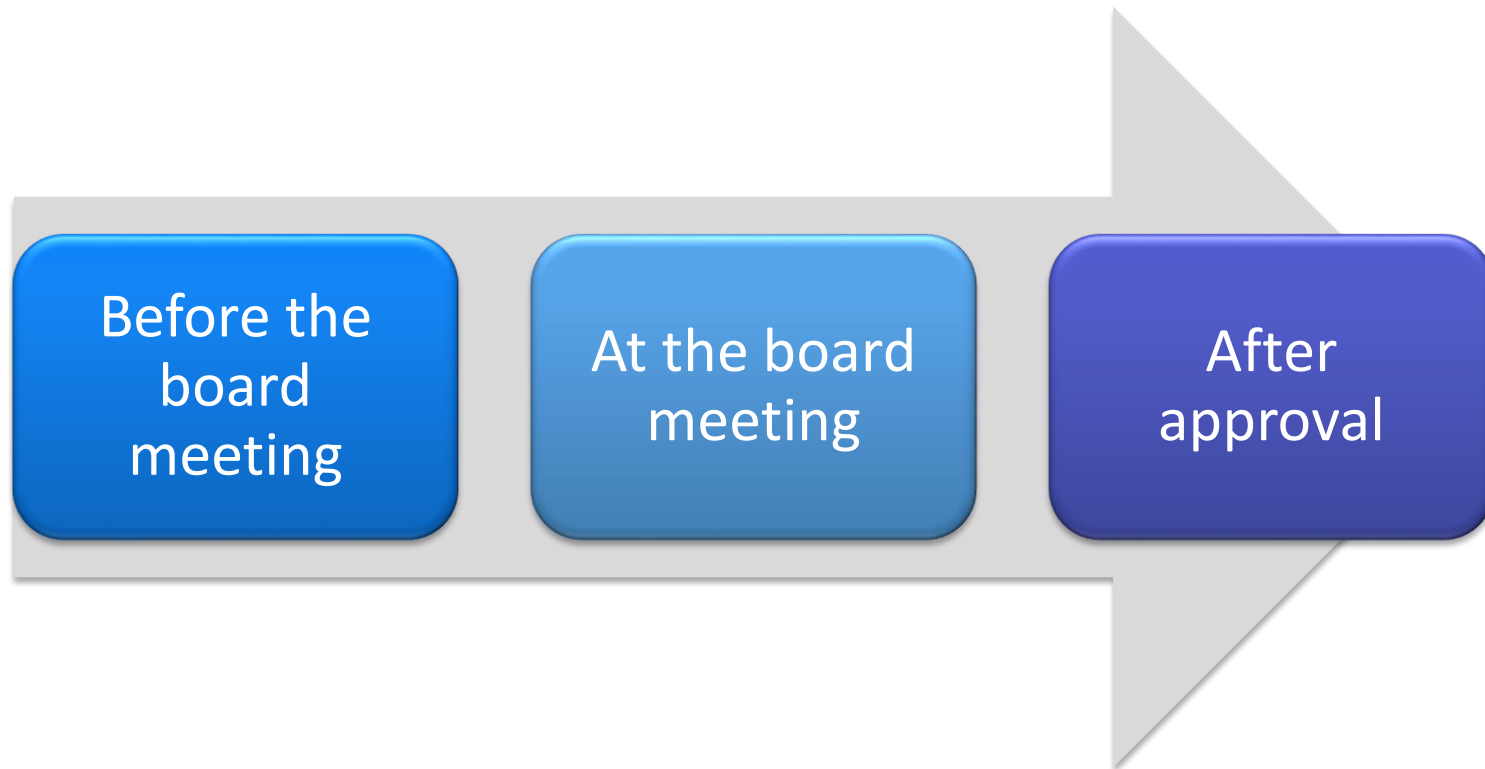 Before the
board
meeting
At the board
meeting
After
approval